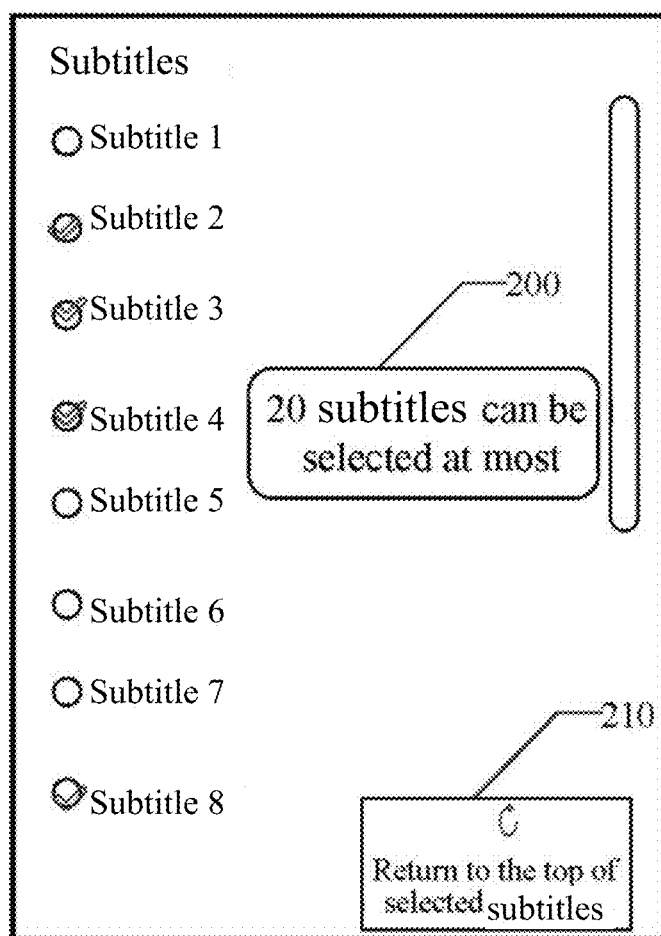 Subtitles
Subtitle 1
Subtitle 2
Subtitle 3
200
20 subtitles can be
selected at most
Subtitle 4
Subtitle 5
Subtitle 6
Subtitle 7
210
Subtitle 8
Return to the top of
selected subtitles